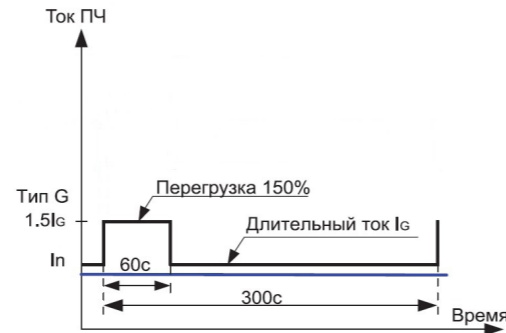 Ток ПЧ
Перегрузка 150%
Тип G
1.5IG
Длительный ток IG
In
60с
300с
Время